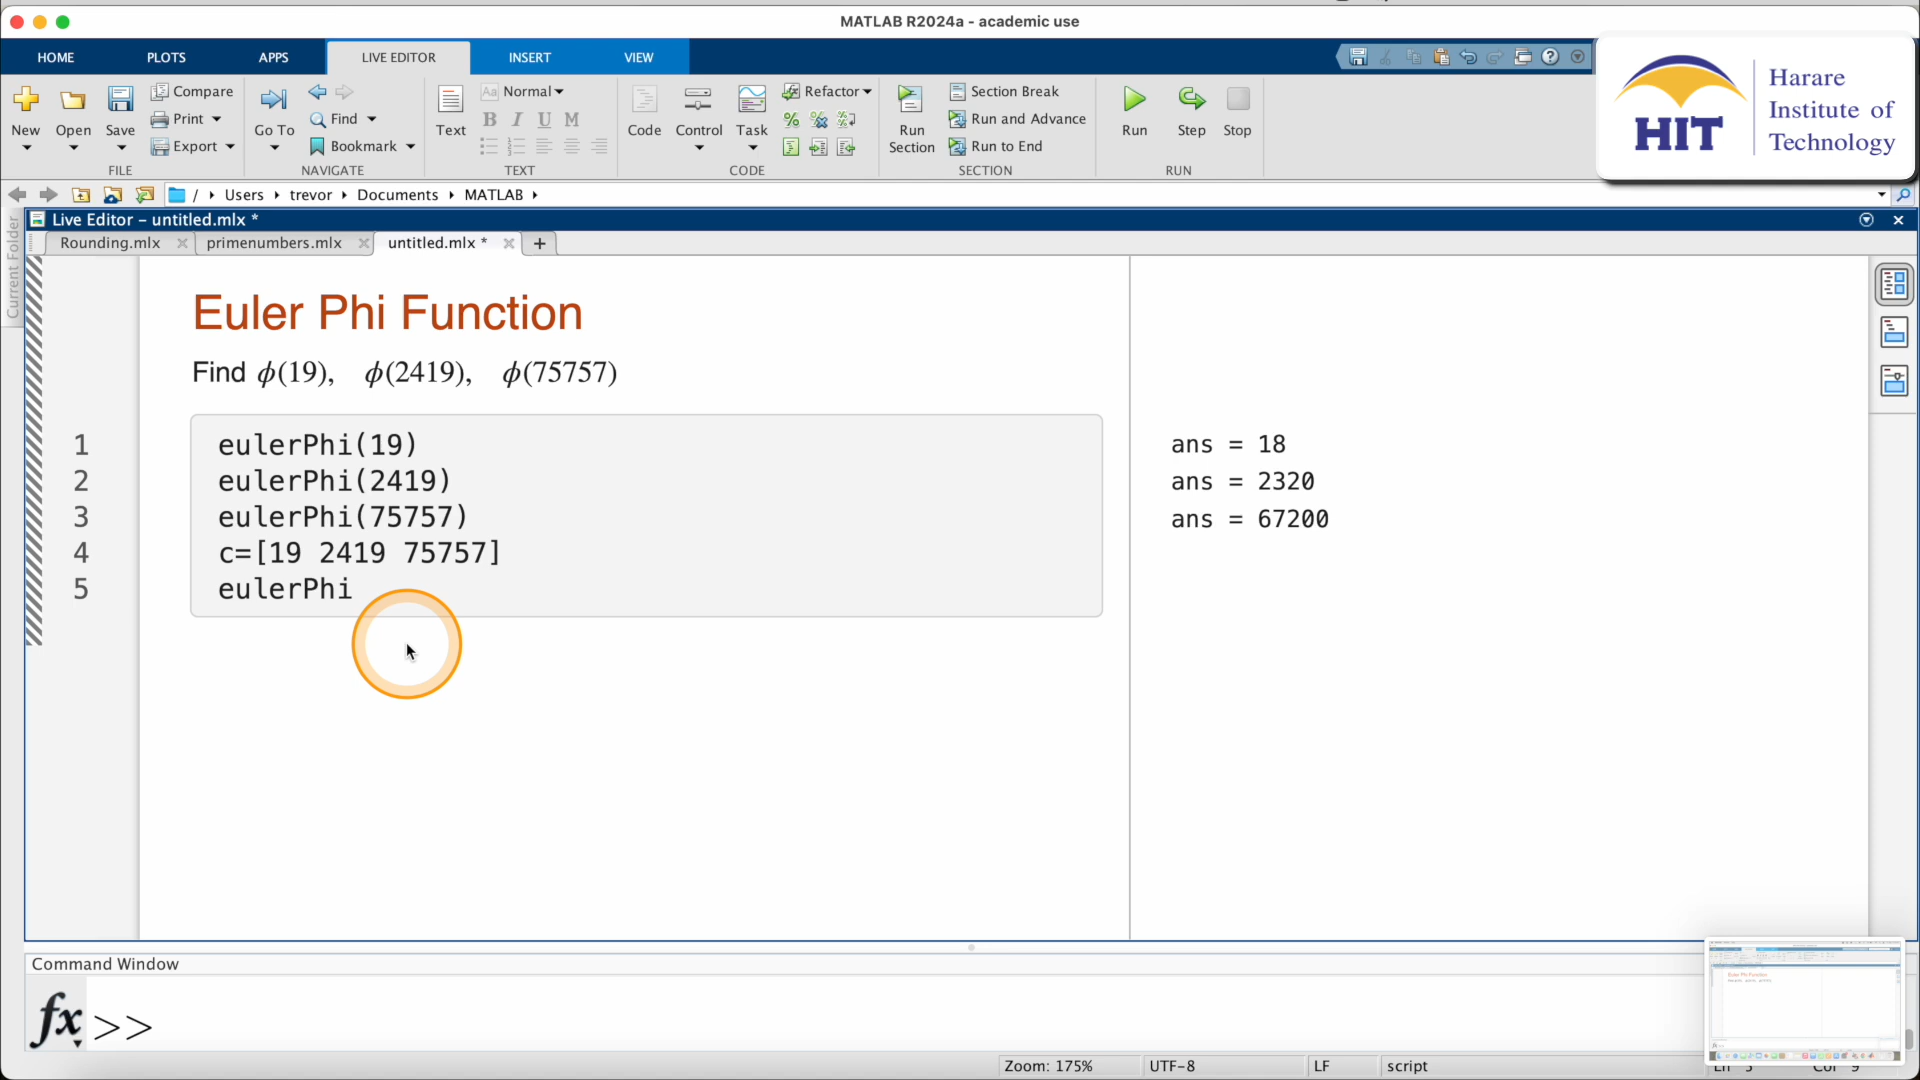 MATLAB R2024a - academic use
HOME PLOTS APPS LIVE EDITOR INSERT VIEW
HIT Harare Institute of Technology
New Open Save Compare Print Export
FILE
Go To Find Bookmark
NAVIGATE
Text Aa Normal
B I U M
TEXT
Code Control Task Refactor
CODE
Run Section Section Break Run and Advance Run to End
SECTION
Run Step Stop
RUN
/ Users trevor Documents MATLAB
Current Folder
Live Editor – untitled.mlx *
Rounding.mlx primenumbers.mlx untitled.mlx * +
Euler Phi Function
Find ϕ(19), ϕ(2419), ϕ(75757)
1 eulerPhi(19)
2 eulerPhi(2419)
3 eulerPhi(75757)
4 c=[19 2419 75757]
5 eulerPhi
ans = 18
ans = 2320
ans = 67200
Command Window
fx >>
Zoom: 175% UTF-8 LF script